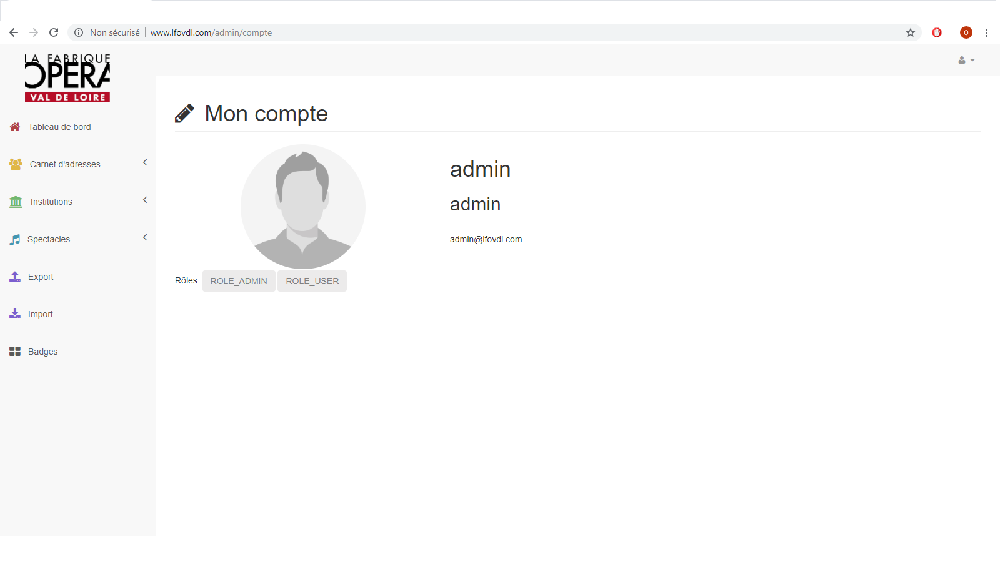 Non sécurisé
www.lfovdl.com/admin/compte
O
LA FABRIQUE
OPERA
VAL DE LOIRE
Mon compte
Tableau de bord
Carnet d'adresses
Institutions
Spectacles
Export
Import
Badges
admin
admin
admin@lfovdl.com
Rôles: ROLE_ADMIN ROLE_USER